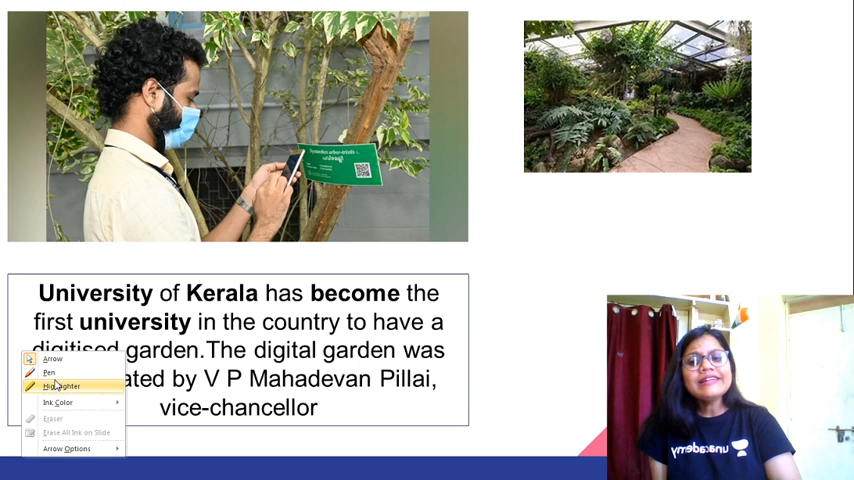 University of Kerala has become the
first university in the country to have a
digitised garden.The digital garden was
ated by V P Mahadevan Pillai,
vice-chancellor
Arrow
Pen
Highlighter
Ink Color
Eraser
Erase All Ink on Slide
Arrow Options
unacademy